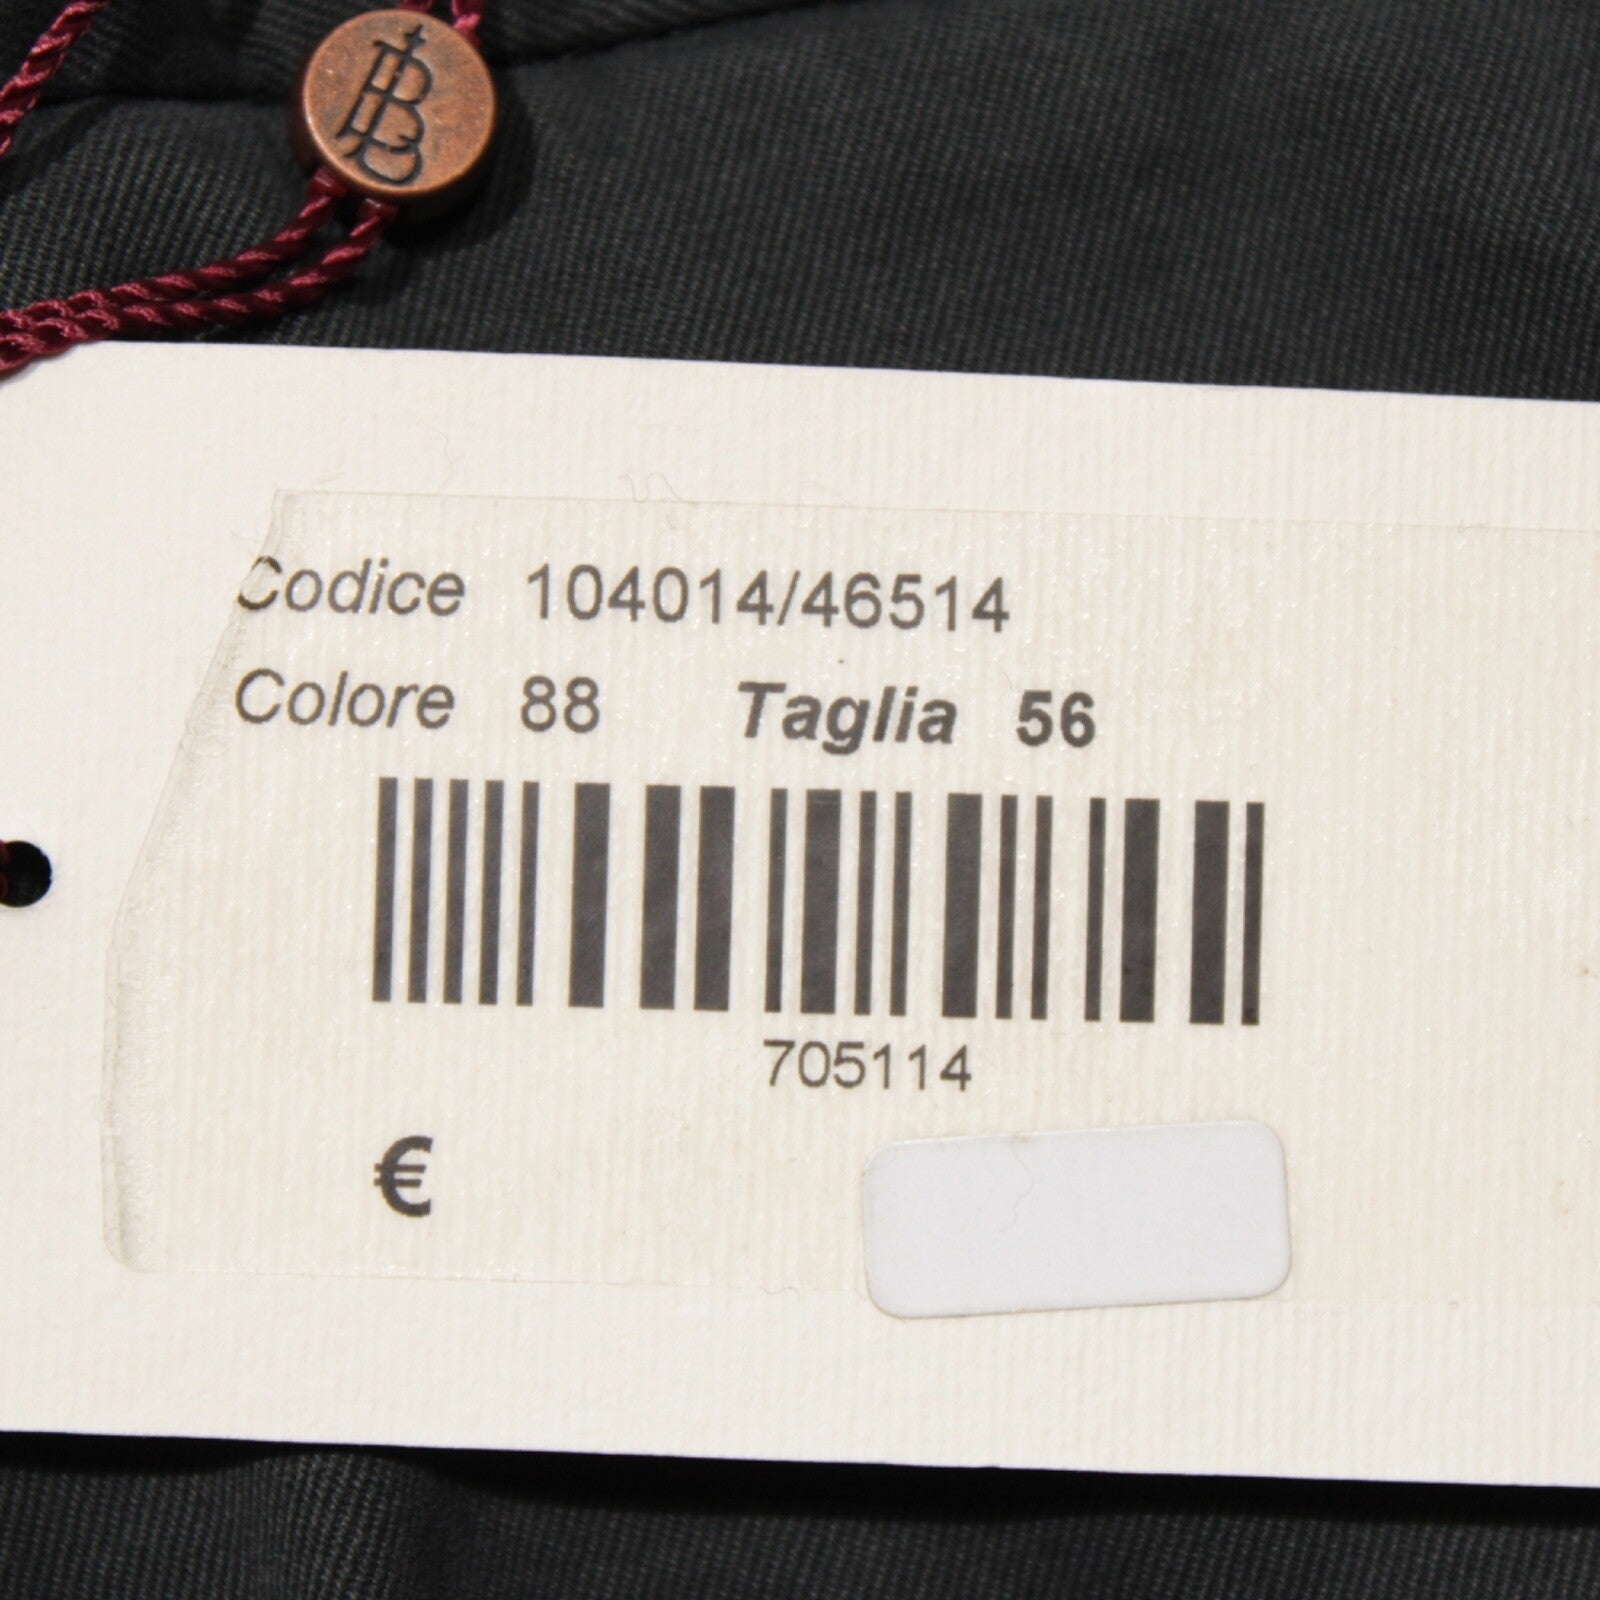 Codice 104014/46514
Colore 88 Taglia 56
705114
€